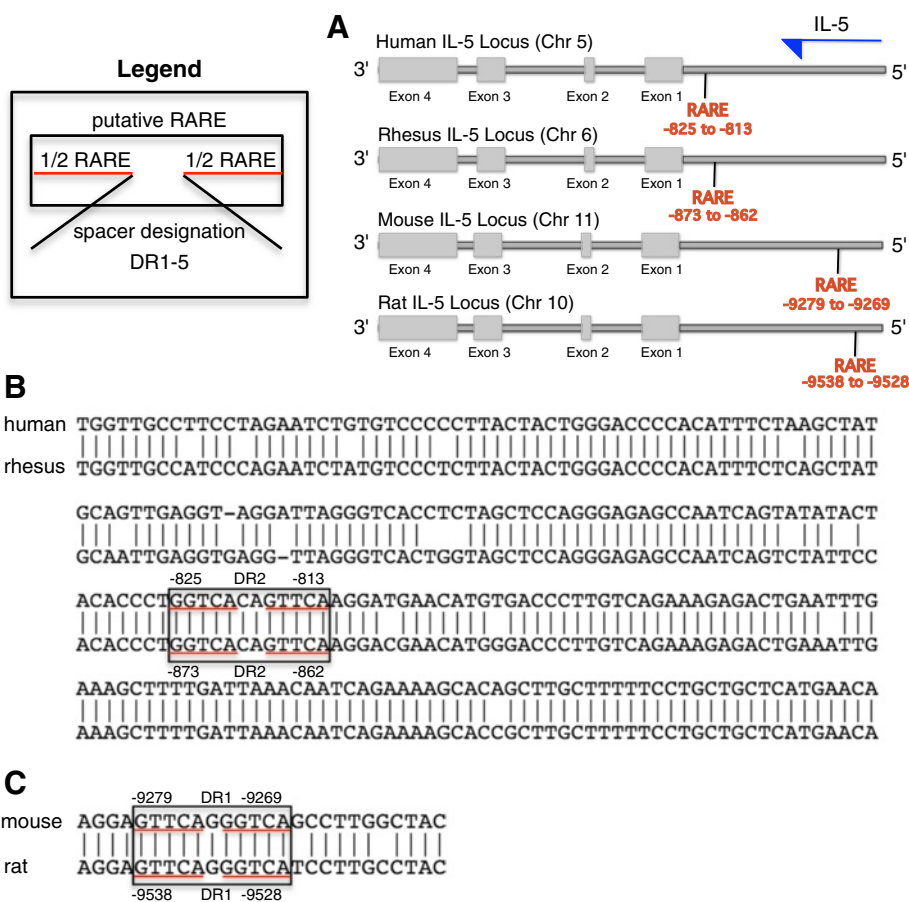 Legend
putative RARE
1/2 RARE 1/2 RARE
spacer designation
DR1-5
A
IL-5
Human IL-5 Locus (Chr 5)
3' 5'
Exon 4 Exon 3 Exon 2 Exon 1
RARE
-825 to -813
Rhesus IL-5 Locus (Chr 6)
3' 5'
Exon 4 Exon 3 Exon 2 Exon 1
RARE
-873 to -862
Mouse IL-5 Locus (Chr 11)
3' 5'
Exon 4 Exon 3 Exon 2 Exon 1
RARE
-9279 to -9269
Rat IL-5 Locus (Chr 10)
3' 5'
Exon 4 Exon 3 Exon 2 Exon 1
RARE
-9538 to -9528
B
human TGGTTGCCTTCCTAGAATCTGTGTCCCCCTTACTACTGGGACCCCACATTTCTAAGCTAT
rhesus TGGTTGCCATCCCAGAATCTATGTCCCTCTTACTACTGGGACCCCACATTTCTCAGCTAT
GCAGTTGAGGT-AGGATTAGGGTCACCTCTAGCTCCAGGGAGAGCCAATCAGTATATACT
GCAATTGAGGTGAGG-TTAGGGTCACTGGTAGCTCCAGGGAGAGCCAATCAGTCTATTCC
-825 DR2 -813
ACACCCTGGTCACAGTTCAAGGATGAACATGTGACCCTTGTCAGAAAGAGACTGAATTTG
ACACCCTGGTCACAGTTCAAGGACGAACATGGGACCCTTGTCAGAAAGAGACTGAAATTG
-873 DR2 -862
AAAGCTTTTGATTAAACAATCAGAAAAGCACAGCTTGCTTTTTCCTGCTGCTCATGAACA
AAAGCTTTTGATTAAACAATCAGAAAAGCACCGCTTGCTTTTTCCTGCTGCTCATGAACA
C
-9279 DR1 -9269
mouse AGGAGTTCAGGGTCAGCCTTGGCTAC
rat AGGAGTTCAGGGTCATCCTTGCCTAC
-9538 DR1 -9528